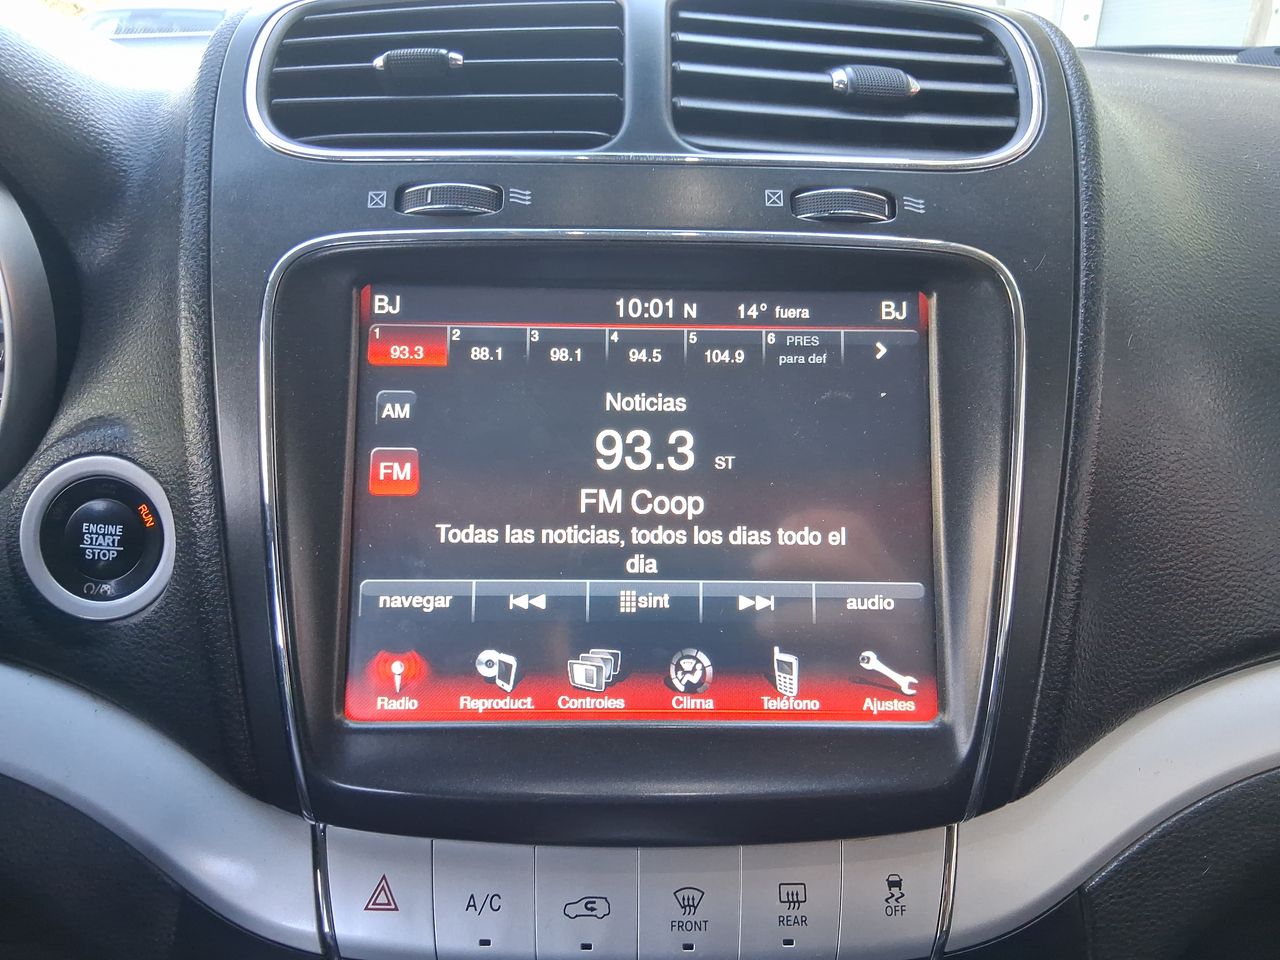 BJ 10:01 N 14° fuera BJ
1 93.3 2 88.1 3 98.1 4 94.5 5 104.9 6 PRES para def
AM
Noticias
93.3 ST
FM
FM Coop
Todas las noticias, todos los dias todo el
dia
navegar sint audio
Radio Reproduct. Controles Clima Teléfono Ajustes
RUN
ENGINE
START
STOP
A/C FRONT REAR OFF